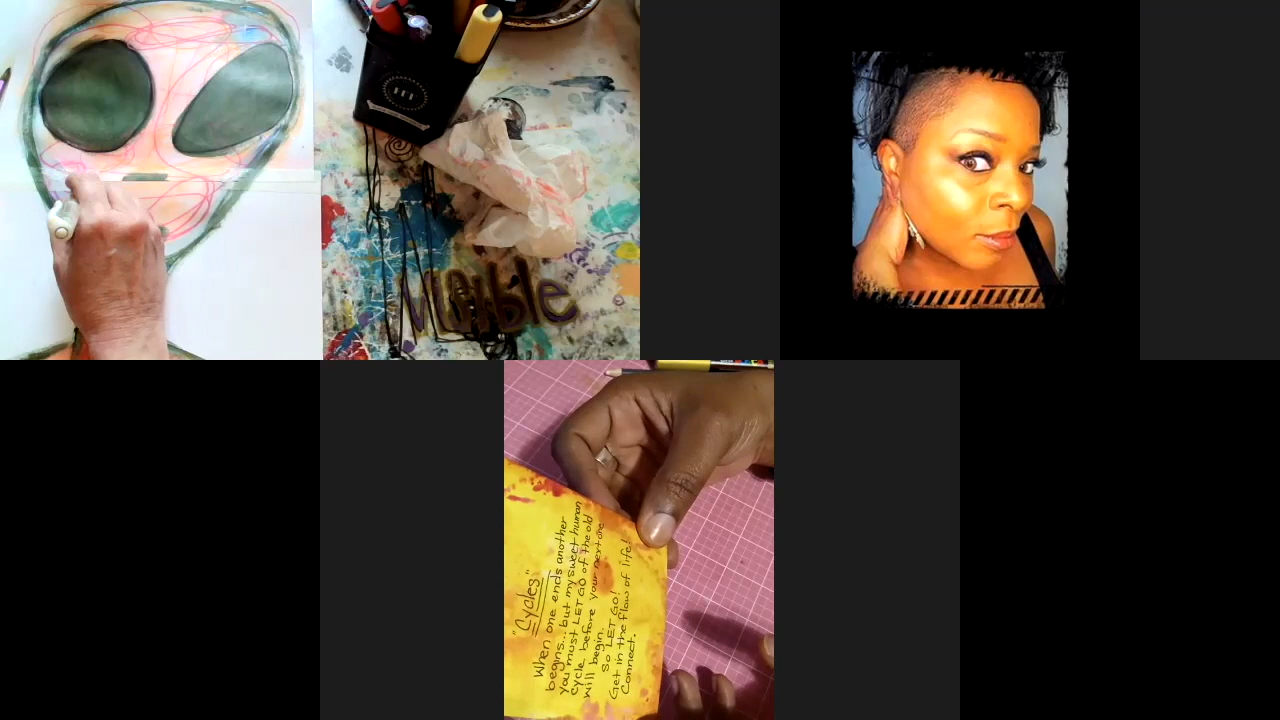 visible
"Cycles"
When one ends another
begins... but my sweet human
you must LET GO of the old
cycle before your next one
will begin.
So LET GO!
Get in the flow of life!
Connect.